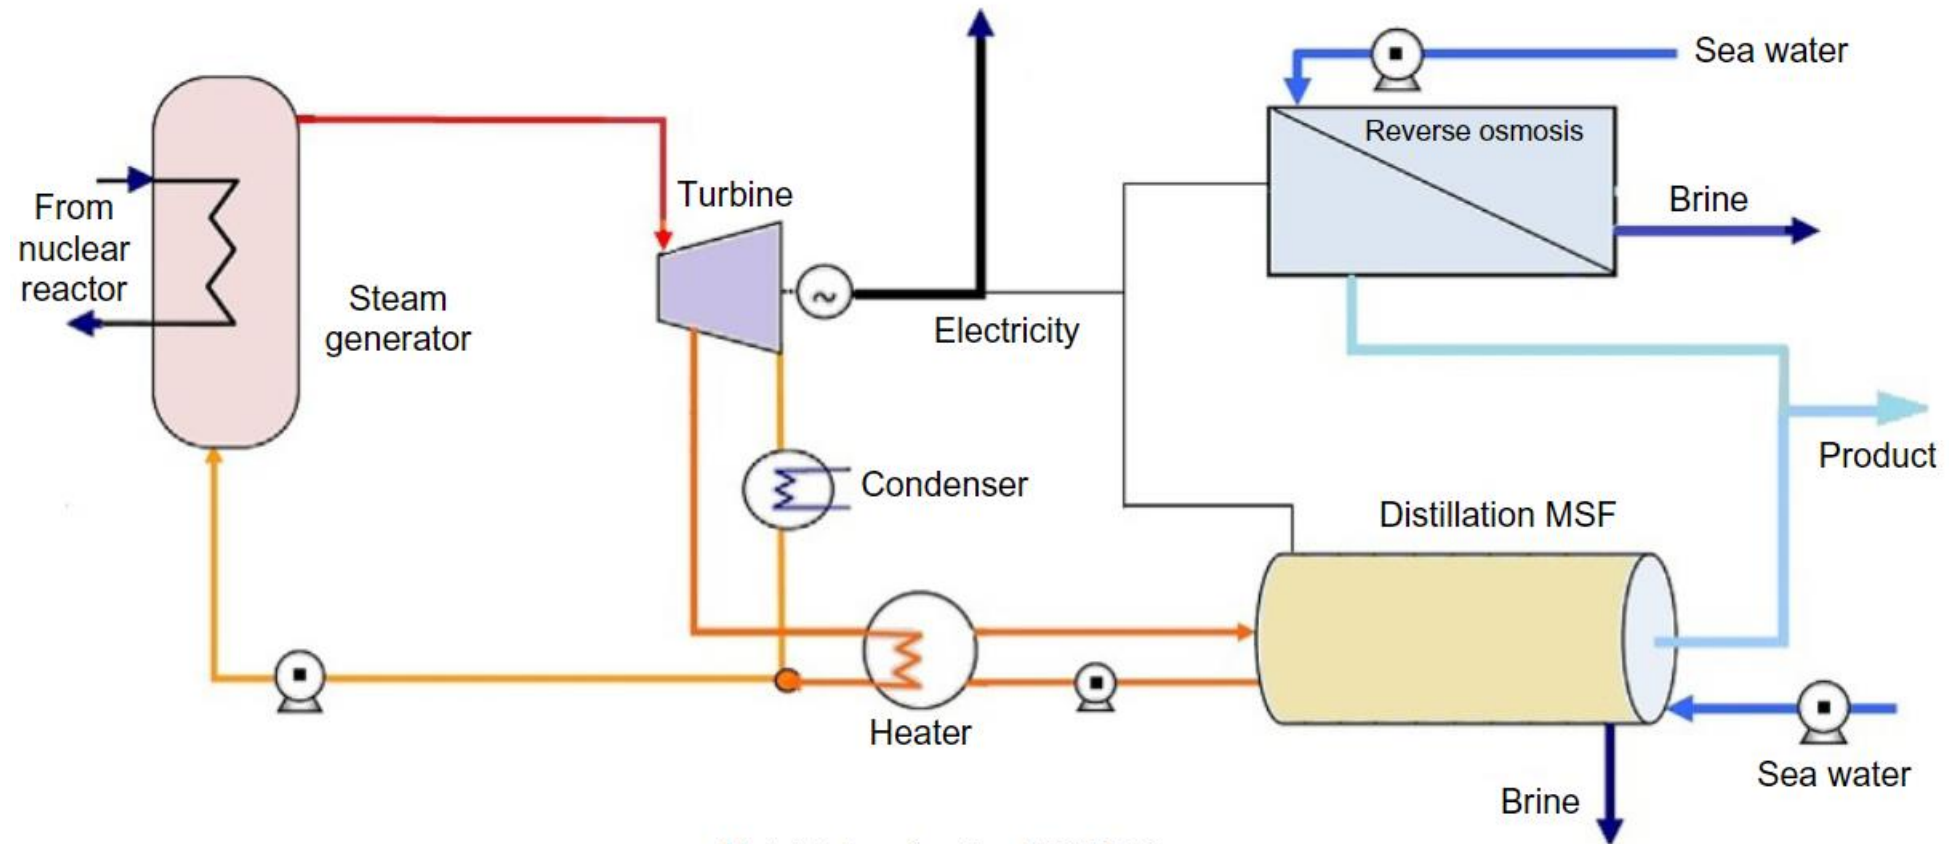 Sea water
Reverse osmosis
Brine
From
nuclear
reactor
Turbine
Steam
generator
~
Electricity
Product
Condenser
Distillation MSF
Heater
Sea water
Brine